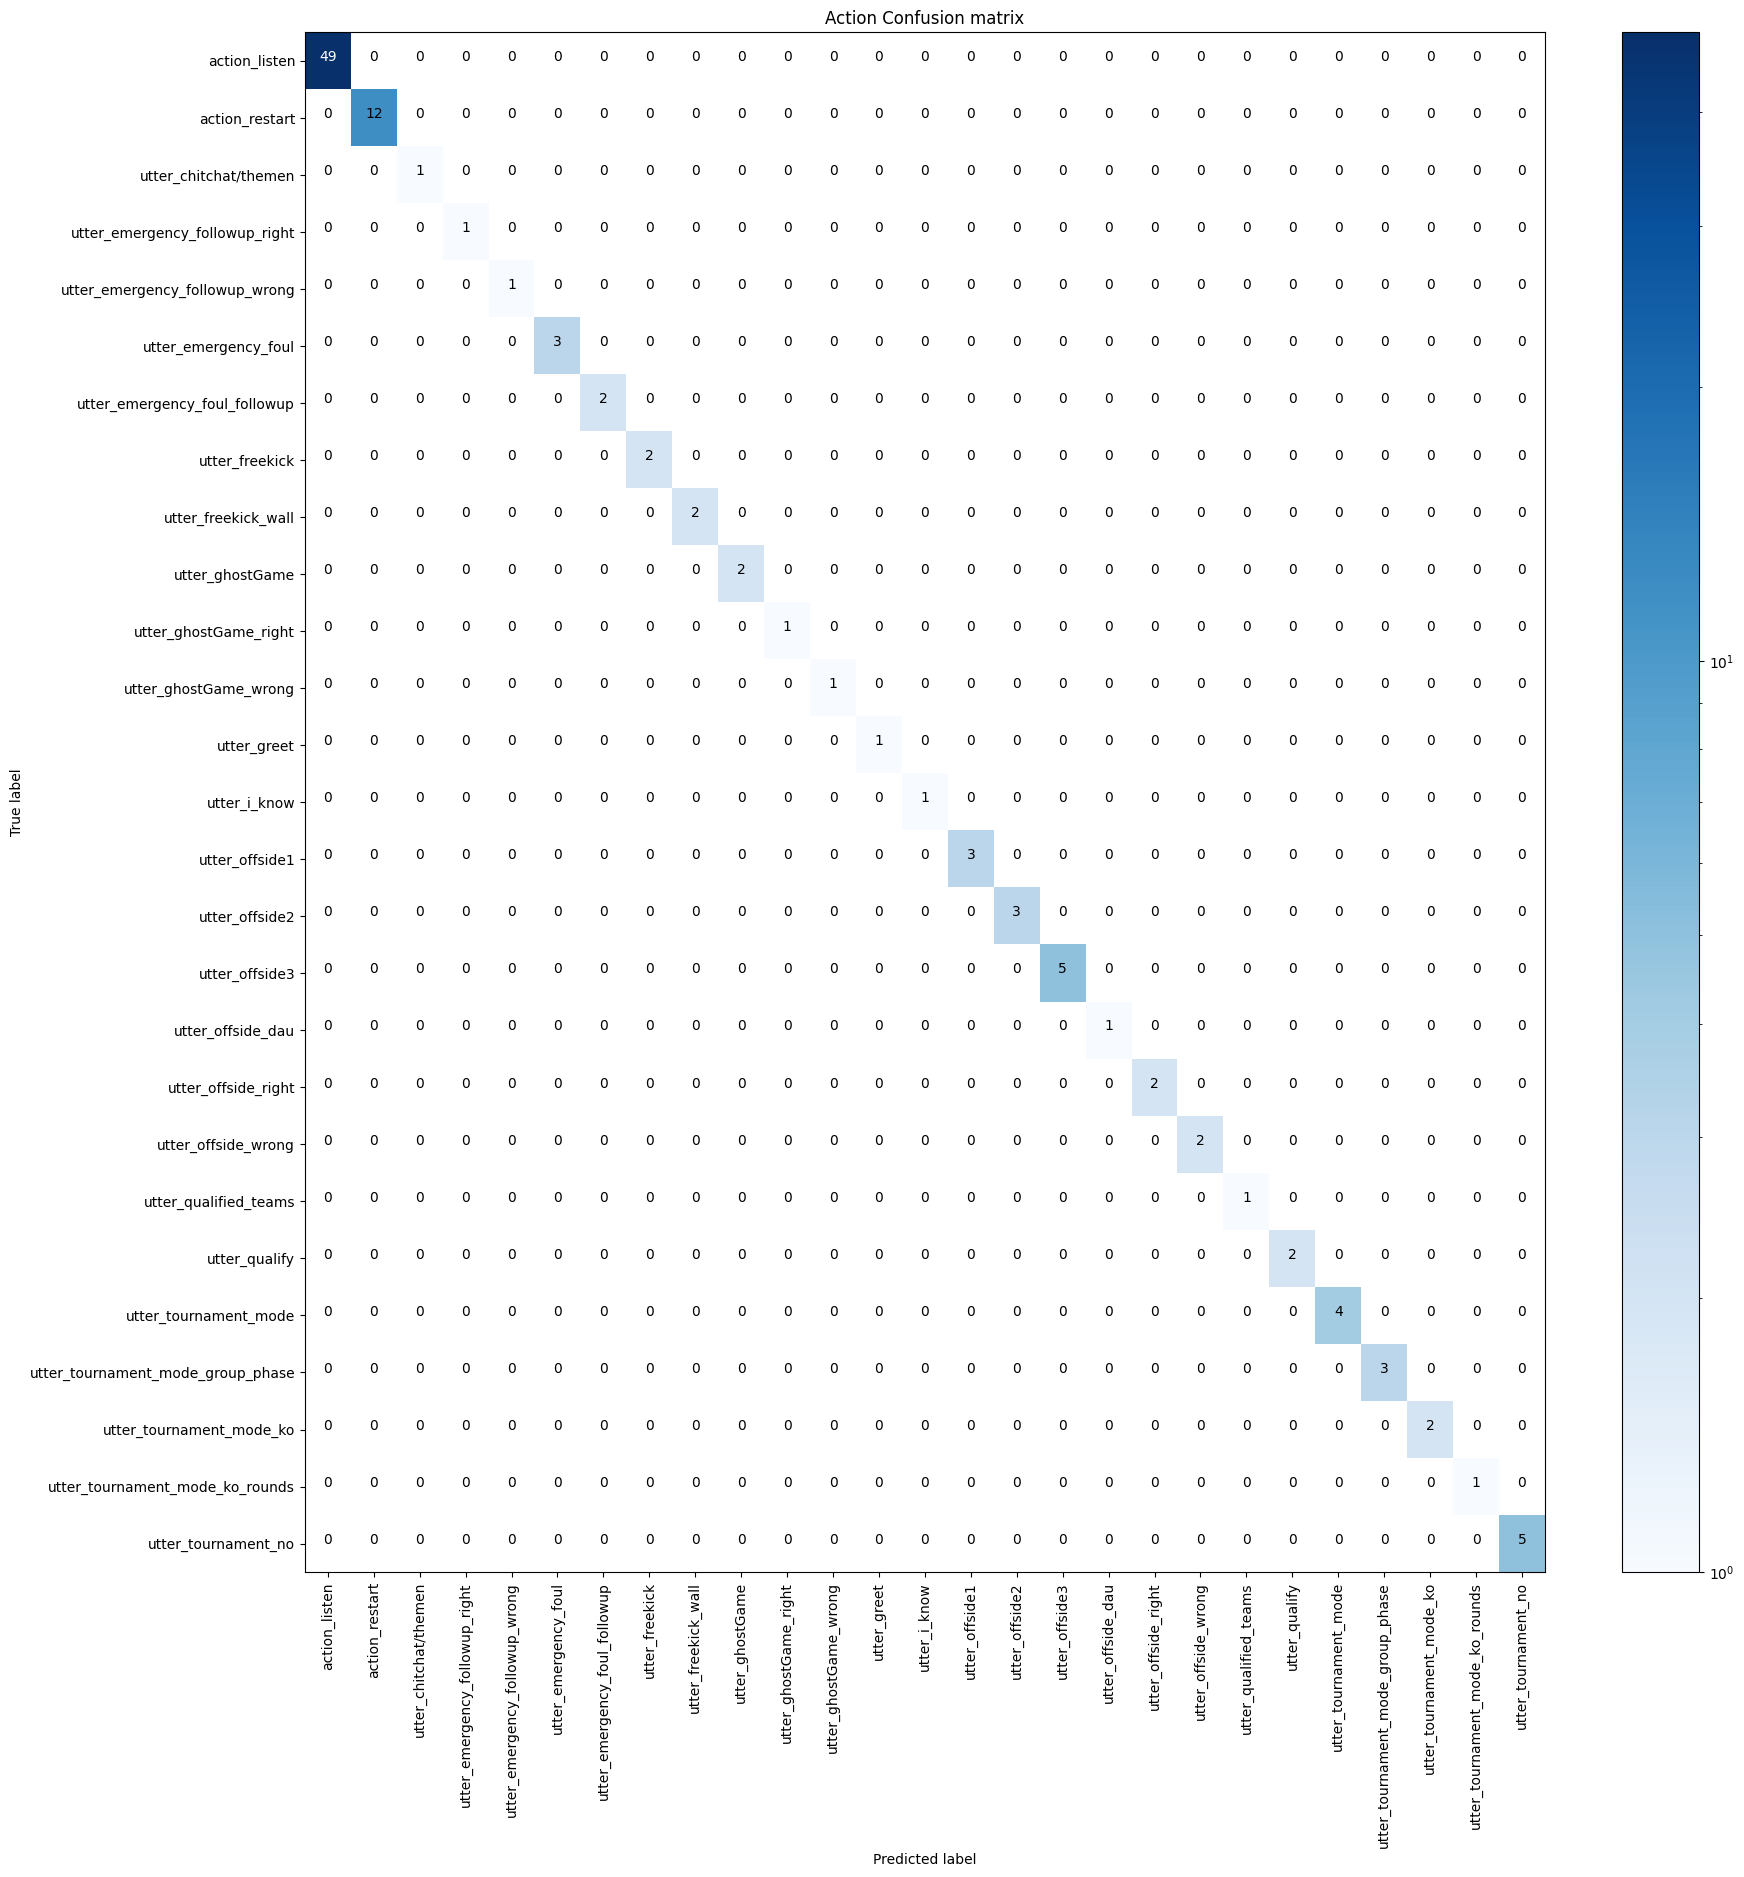 Action Confusion matrix
action_listen 49 0 0 0 0 0 0 0 0 0 0 0 0 0 0 0 0 0 0 0 0 0 0 0 0 0 0
action_restart 0 12 0 0 0 0 0 0 0 0 0 0 0 0 0 0 0 0 0 0 0 0 0 0 0 0 0
utter_chitchat/themen 0 0 1 0 0 0 0 0 0 0 0 0 0 0 0 0 0 0 0 0 0 0 0 0 0 0 0
utter_emergency_followup_right 0 0 0 1 0 0 0 0 0 0 0 0 0 0 0 0 0 0 0 0 0 0 0 0 0 0 0
utter_emergency_followup_wrong 0 0 0 0 1 0 0 0 0 0 0 0 0 0 0 0 0 0 0 0 0 0 0 0 0 0 0
utter_emergency_foul 0 0 0 0 0 3 0 0 0 0 0 0 0 0 0 0 0 0 0 0 0 0 0 0 0 0 0
utter_emergency_foul_followup 0 0 0 0 0 0 2 0 0 0 0 0 0 0 0 0 0 0 0 0 0 0 0 0 0 0 0
utter_freekick 0 0 0 0 0 0 0 2 0 0 0 0 0 0 0 0 0 0 0 0 0 0 0 0 0 0 0
utter_freekick_wall 0 0 0 0 0 0 0 0 2 0 0 0 0 0 0 0 0 0 0 0 0 0 0 0 0 0 0
utter_ghostGame 0 0 0 0 0 0 0 0 0 2 0 0 0 0 0 0 0 0 0 0 0 0 0 0 0 0 0
utter_ghostGame_right 0 0 0 0 0 0 0 0 0 0 1 0 0 0 0 0 0 0 0 0 0 0 0 0 0 0 0
utter_ghostGame_wrong 0 0 0 0 0 0 0 0 0 0 0 1 0 0 0 0 0 0 0 0 0 0 0 0 0 0 0
utter_greet 0 0 0 0 0 0 0 0 0 0 0 0 1 0 0 0 0 0 0 0 0 0 0 0 0 0 0
utter_i_know 0 0 0 0 0 0 0 0 0 0 0 0 0 1 0 0 0 0 0 0 0 0 0 0 0 0 0
utter_offside1 0 0 0 0 0 0 0 0 0 0 0 0 0 0 3 0 0 0 0 0 0 0 0 0 0 0 0
utter_offside2 0 0 0 0 0 0 0 0 0 0 0 0 0 0 0 3 0 0 0 0 0 0 0 0 0 0 0
utter_offside3 0 0 0 0 0 0 0 0 0 0 0 0 0 0 0 0 5 0 0 0 0 0 0 0 0 0 0
utter_offside_dau 0 0 0 0 0 0 0 0 0 0 0 0 0 0 0 0 0 1 0 0 0 0 0 0 0 0 0
utter_offside_right 0 0 0 0 0 0 0 0 0 0 0 0 0 0 0 0 0 0 2 0 0 0 0 0 0 0 0
utter_offside_wrong 0 0 0 0 0 0 0 0 0 0 0 0 0 0 0 0 0 0 0 2 0 0 0 0 0 0 0
utter_qualified_teams 0 0 0 0 0 0 0 0 0 0 0 0 0 0 0 0 0 0 0 0 1 0 0 0 0 0 0
utter_qualify 0 0 0 0 0 0 0 0 0 0 0 0 0 0 0 0 0 0 0 0 0 2 0 0 0 0 0
utter_tournament_mode 0 0 0 0 0 0 0 0 0 0 0 0 0 0 0 0 0 0 0 0 0 0 4 0 0 0 0
utter_tournament_mode_group_phase 0 0 0 0 0 0 0 0 0 0 0 0 0 0 0 0 0 0 0 0 0 0 0 3 0 0 0
utter_tournament_mode_ko 0 0 0 0 0 0 0 0 0 0 0 0 0 0 0 0 0 0 0 0 0 0 0 0 2 0 0
utter_tournament_mode_ko_rounds 0 0 0 0 0 0 0 0 0 0 0 0 0 0 0 0 0 0 0 0 0 0 0 0 0 1 0
utter_tournament_no 0 0 0 0 0 0 0 0 0 0 0 0 0 0 0 0 0 0 0 0 0 0 0 0 0 0 5
True label
action_listen
action_restart
utter_chitchat/themen
utter_emergency_followup_right
utter_emergency_followup_wrong
utter_emergency_foul
utter_emergency_foul_followup
utter_freekick
utter_freekick_wall
utter_ghostGame
utter_ghostGame_right
utter_ghostGame_wrong
utter_greet
utter_i_know
utter_offside1
utter_offside2
utter_offside3
utter_offside_dau
utter_offside_right
utter_offside_wrong
utter_qualified_teams
utter_qualify
utter_tournament_mode
utter_tournament_mode_group_phase
utter_tournament_mode_ko
utter_tournament_mode_ko_rounds
utter_tournament_no
Predicted label
10¹
10⁰